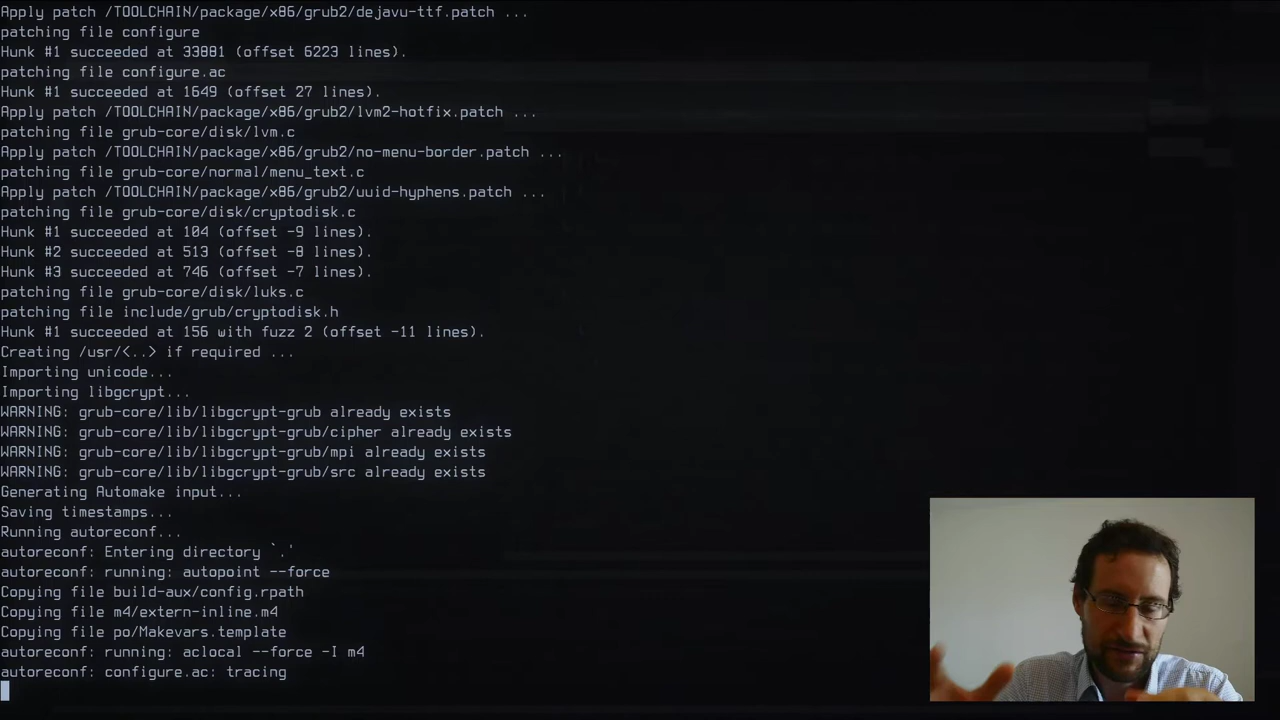 Apply patch /TOOLCHAIN/package/x86/grub2/dejavu-ttf.patch ...
patching file configure
Hunk #1 succeeded at 33881 (offset 6223 lines).
patching file configure.ac
Hunk #1 succeeded at 1649 (offset 27 lines).
Apply patch /TOOLCHAIN/package/x86/grub2/lvm2-hotfix.patch ...
patching file grub-core/disk/lvm.c
Apply patch /TOOLCHAIN/package/x86/grub2/no-menu-border.patch ...
patching file grub-core/normal/menu_text.c
Apply patch /TOOLCHAIN/package/x86/grub2/uuid-hyphens.patch ...
patching file grub-core/disk/cryptodisk.c
Hunk #1 succeeded at 104 (offset -9 lines).
Hunk #2 succeeded at 513 (offset -8 lines).
Hunk #3 succeeded at 746 (offset -7 lines).
patching file grub-core/disk/luks.c
patching file include/grub/cryptodisk.h
Hunk #1 succeeded at 156 with fuzz 2 (offset -11 lines).
Creating /usr/<..> if required ...
Importing unicode...
Importing libgcrypt...
WARNING: grub-core/lib/libgcrypt-grub already exists
WARNING: grub-core/lib/libgcrypt-grub/cipher already exists
WARNING: grub-core/lib/libgcrypt-grub/mpi already exists
WARNING: grub-core/lib/libgcrypt-grub/src already exists
Generating Automake input...
Saving timestamps...
Running autoreconf...
autoreconf: Entering directory `.'
autoreconf: running: autopoint --force
Copying file build-aux/config.rpath
Copying file m4/extern-inline.m4
Copying file po/Makevars.template
autoreconf: running: aclocal --force -I m4
autoreconf: configure.ac: tracing